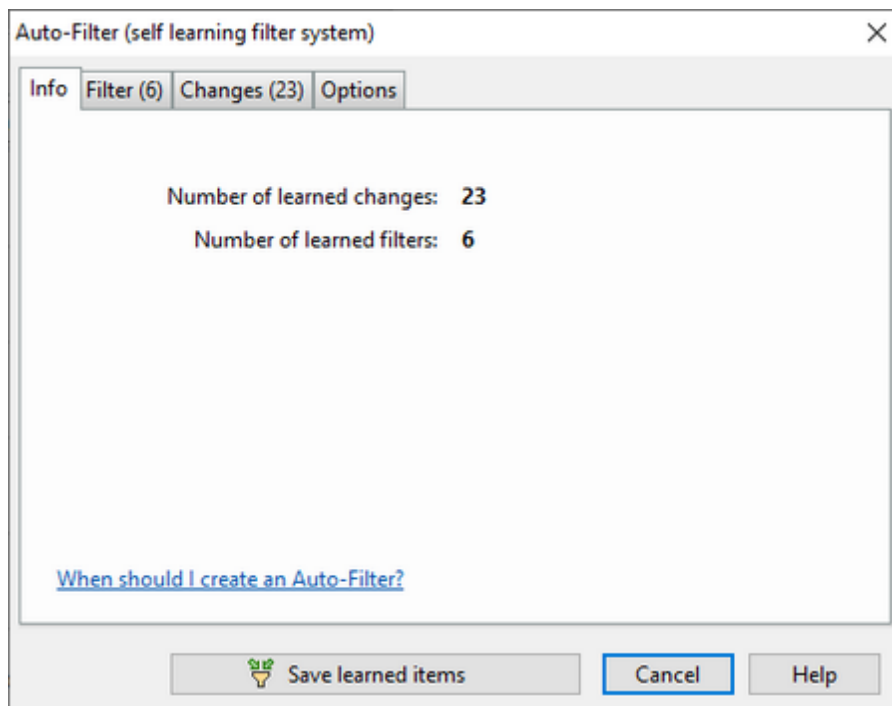 Auto-Filter (self learning filter system)
Info Filter (6) Changes (23) Options
Number of learned changes: 23
Number of learned filters: 6
When should I create an Auto-Filter?
Save learned items Cancel Help